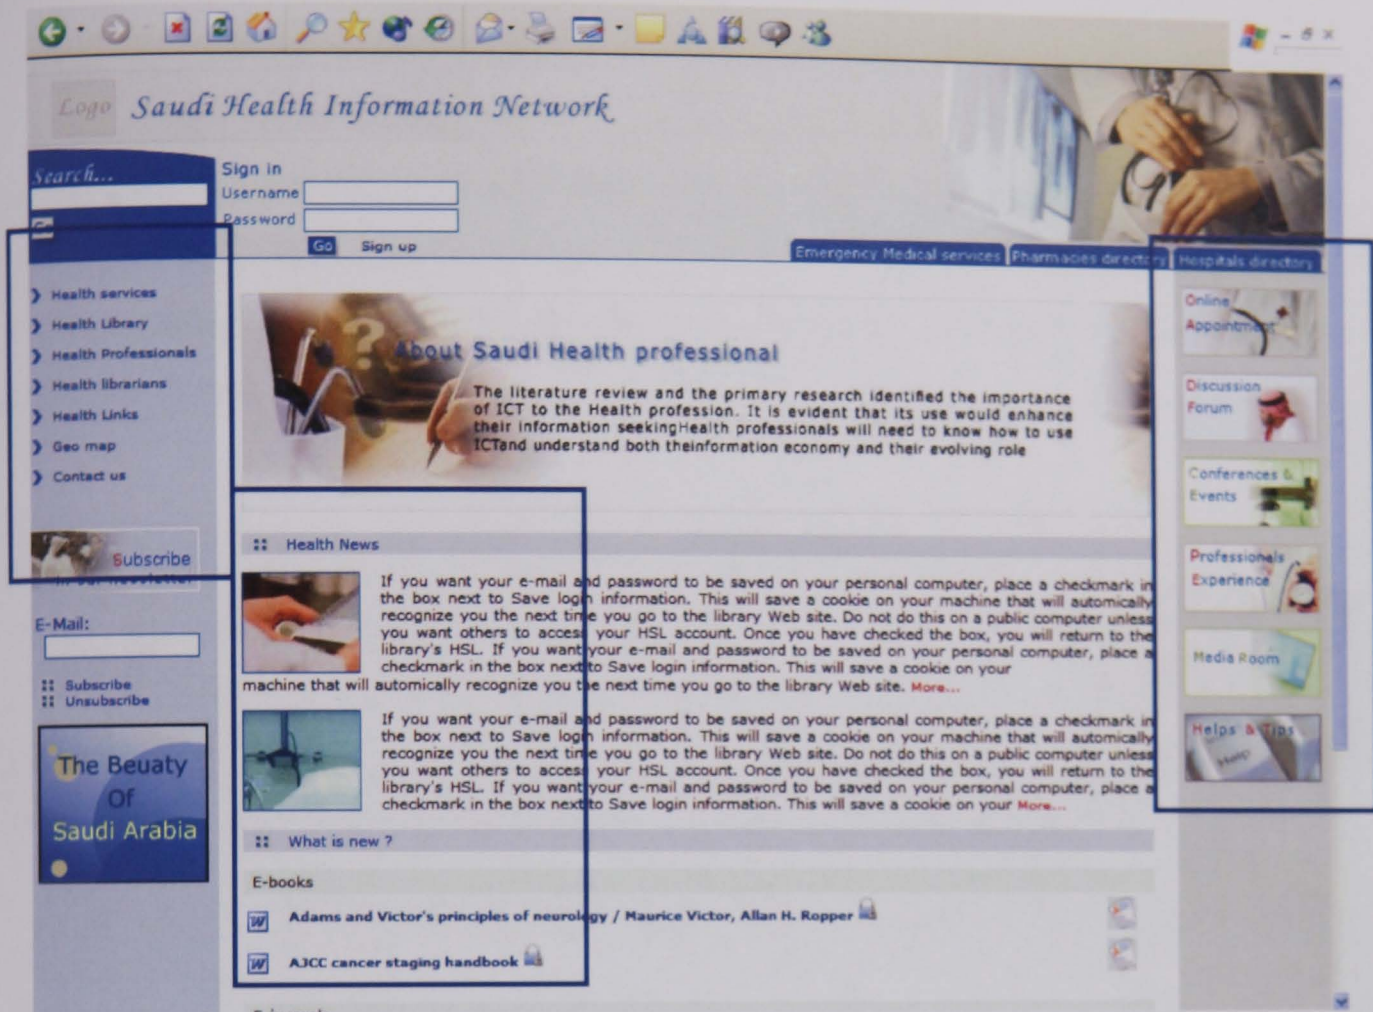 Logo Saudi Health Information Network
Search...
Go
Sign in
Username
Password
Go Sign up
Emergency Medical services Pharmacies directory Hospitals directory
Health services
Health Library
Health Professionals
Health librarians
Health Links
Geo map
Contact us
Subscribe
in our newsletter
E-Mail:
Subscribe
Unsubscribe
The Beuaty
Of
Saudi Arabia
?
About Saudi Health professional
The literature review and the primary research identified the importance
of ICT to the Health profession. It is evident that its use would enhance
their information seekingHealth professionals will need to know how to use
ICTand understand both theinformation economy and their evolving role
Health News
If you want your e-mail and password to be saved on your personal computer, place a checkmark in
the box next to Save login information. This will save a cookie on your machine that will automically
recognize you the next time you go to the library Web site. Do not do this on a public computer unless
you want others to access your HSL account. Once you have checked the box, you will return to the
library's HSL. If you want your e-mail and password to be saved on your personal computer, place a
checkmark in the box next to Save login information. This will save a cookie on your
machine that will automically recognize you the next time you go to the library Web site. More...
If you want your e-mail and password to be saved on your personal computer, place a checkmark in
the box next to Save login information. This will save a cookie on your machine that will automically
recognize you the next time you go to the library Web site. Do not do this on a public computer unless
you want others to access your HSL account. Once you have checked the box, you will return to the
library's HSL. If you want your e-mail and password to be saved on your personal computer, place a
checkmark in the box next to Save login information. This will save a cookie on your More...
What is new ?
E-books
Adams and Victor's principles of neurology / Maurice Victor, Allan H. Ropper
AJCC cancer staging handbook
Online
Appointment
Discussion
Forum
Conferences &
Events
Professionals
Experience
Media Room
Helps & Tips
Help